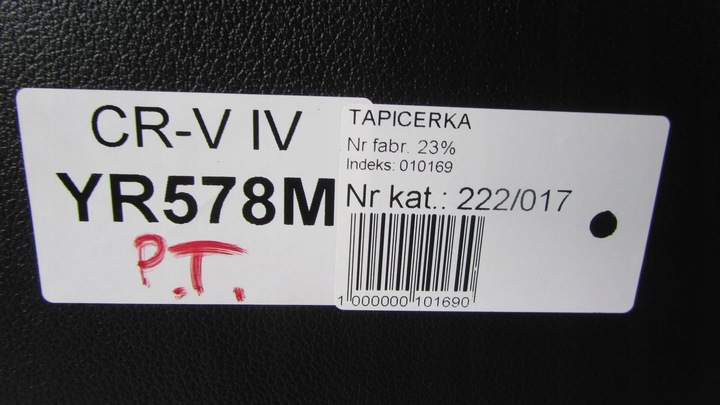 CR-V IV
YR578M
P.T.
TAPICERKA
Nr fabr. 23%
Indeks: 010169
Nr kat.: 222/017
1 000000 101690